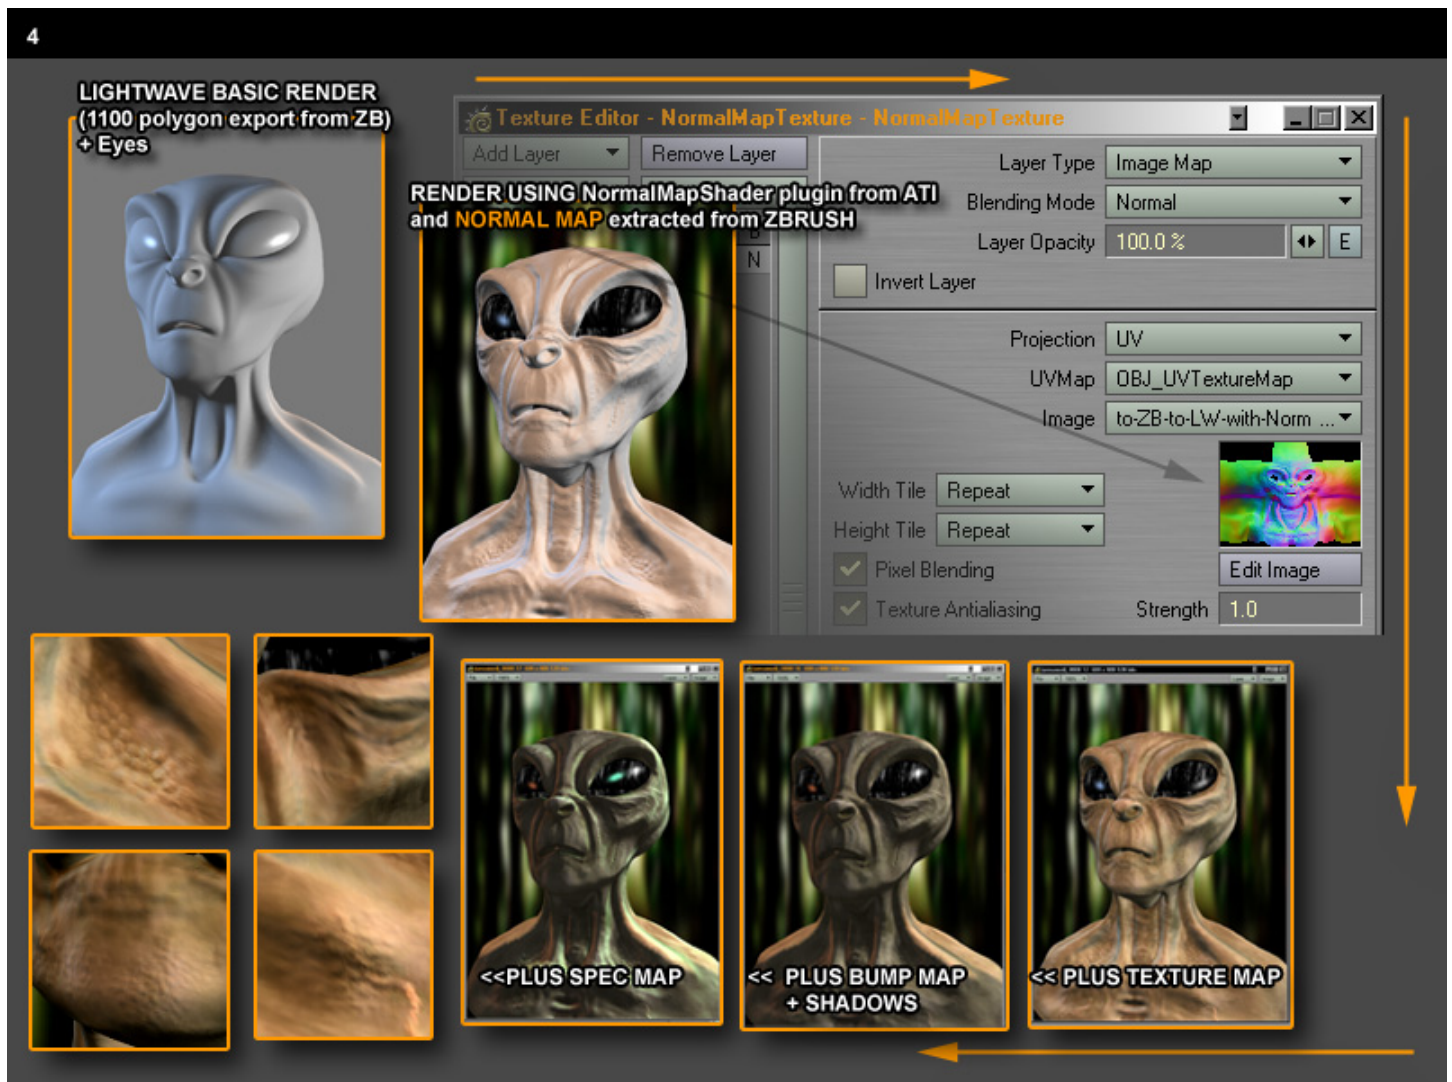 4
LIGHTWAVE BASIC RENDER
(1100 polygon export from ZB)
+ Eyes
Texture Editor - NormalMapTexture - NormalMapTexture
Add Layer
Remove Layer
RENDER USING NormalMapShader plugin from ATI
and NORMAL MAP extracted from ZBRUSH
B
N
Layer Type Image Map
Blending Mode Normal
Layer Opacity 100.0 % E
Invert Layer
Projection UV
UVMap OBJ_UVTextureMap
Image to-ZB-to-LW-with-Norm ...
Width Tile Repeat
Height Tile Repeat
Pixel Blending
Edit Image
Texture Antialiasing
Strength 1.0
<<PLUS SPEC MAP
<< PLUS BUMP MAP
+ SHADOWS
<< PLUS TEXTURE MAP